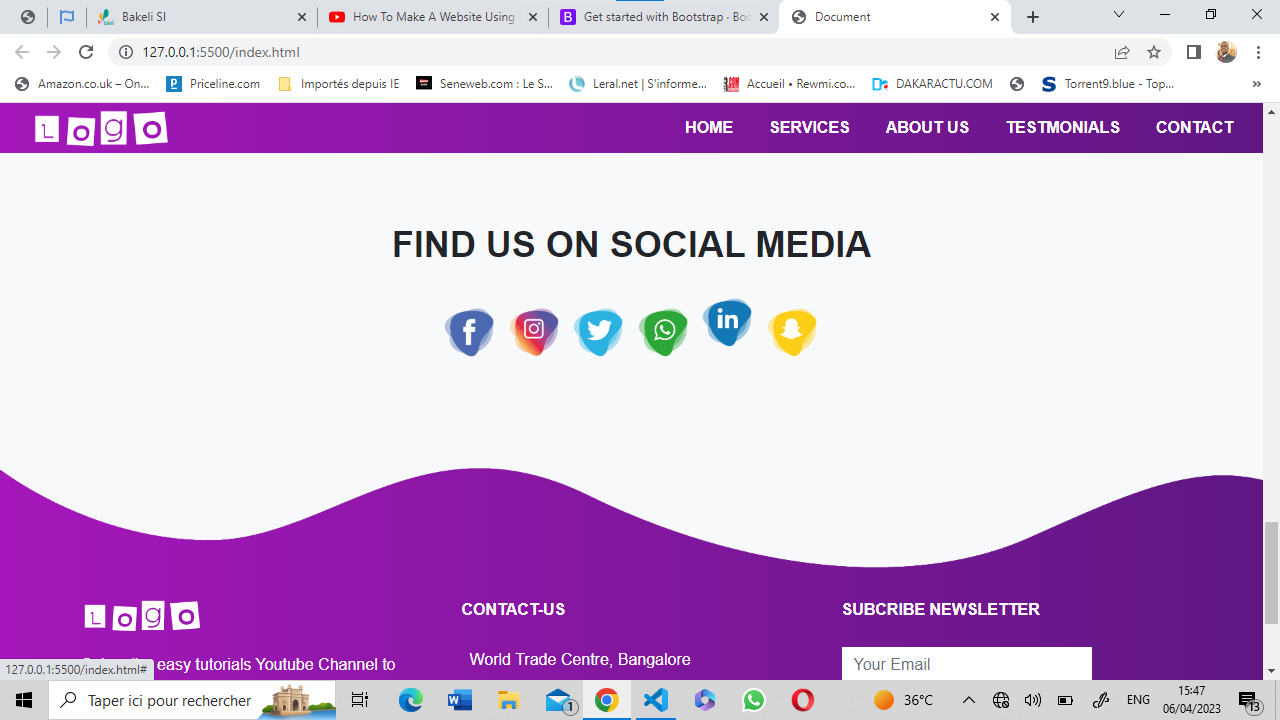 Bakeli SI
How To Make A Website Using
Get started with Bootstrap · Boo
Document
127.0.0.1:5500/index.html
Amazon.co.uk – On...
Priceline.com
Importés depuis IE
Seneweb.com : Le S...
Leral.net | S'informe...
Accueil • Rewmi.co...
DAKARACTU.COM
Torrent9.blue - Top...
LOgO
HOME
SERVICES
ABOUT US
TESTMONIALS
CONTACT
FIND US ON SOCIAL MEDIA
LOgO
CONTACT-US
SUBCRIBE NEWSLETTER
easy tutorials Youtube Channel to
World Trade Centre, Bangalore
Your Email
127.0.0.1:5500/index.html#
Taper ici pour rechercher
1
36°C
ENG
15:47
06/04/2023
13